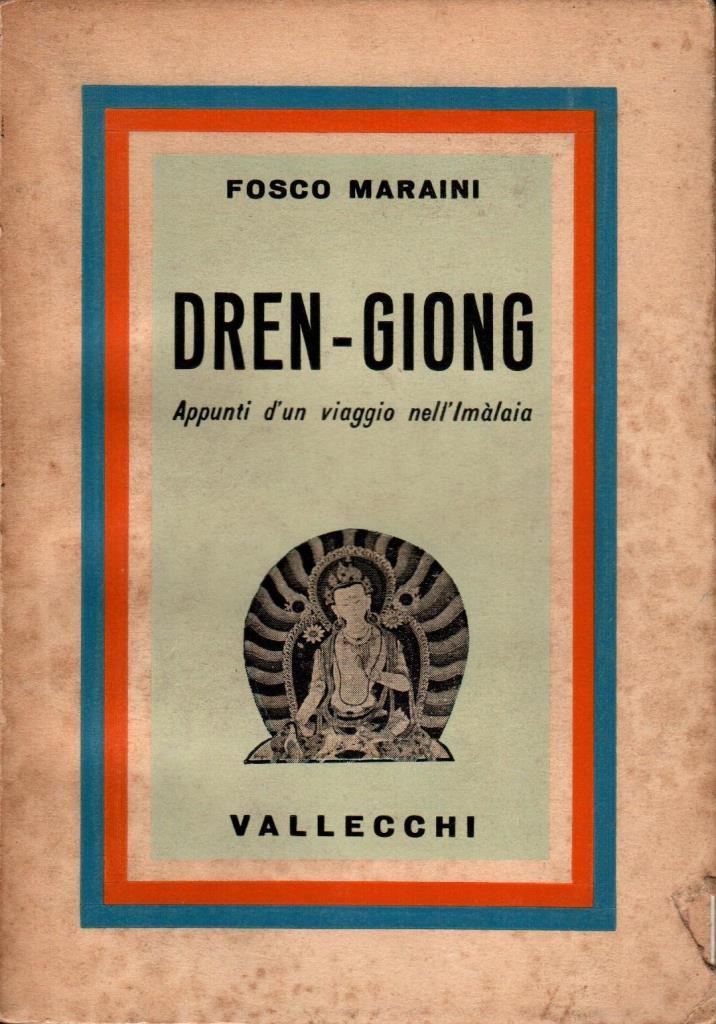 FOSCO MARAINI
DREN-GIONG
Appunti d'un viaggio nell'Imàlaia
VALLECCHI